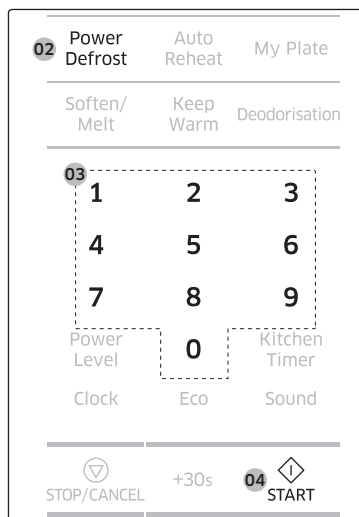 02 Power Defrost
Auto Reheat
My Plate
Soften/ Melt
Keep Warm
Deodorisation
03
1 2 3
4 5 6
7 8 9
Power Level
0
Kitchen Timer
Clock Eco Sound
STOP/CANCEL
+30s
04 START